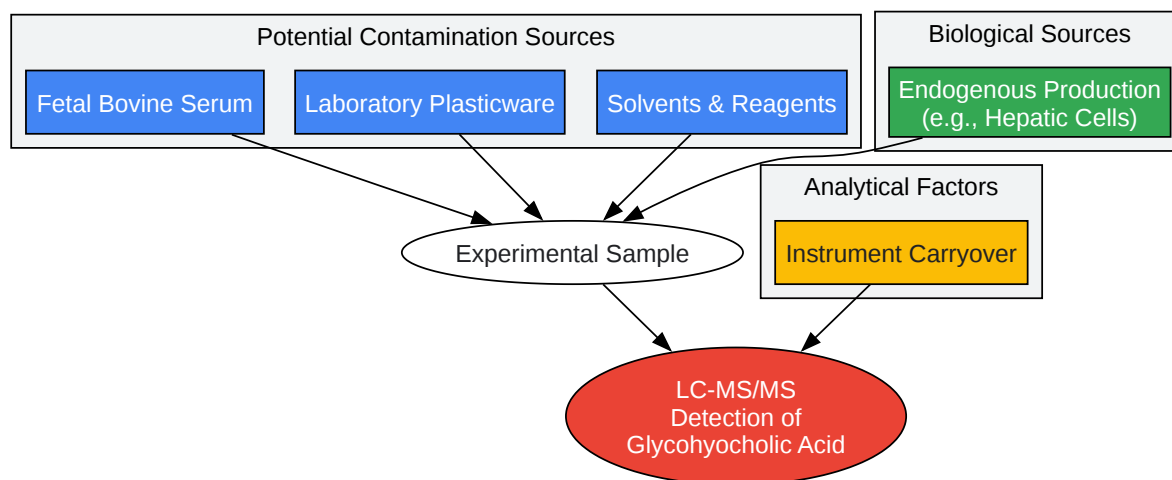 Potential Contamination Sources
Fetal Bovine Serum
Laboratory Plasticware
Solvents & Reagents
Biological Sources
Endogenous Production
(e.g., Hepatic Cells)
Analytical Factors
Instrument Carryover
Experimental Sample
LC-MS/MS
Detection of
Glycohyocholic Acid